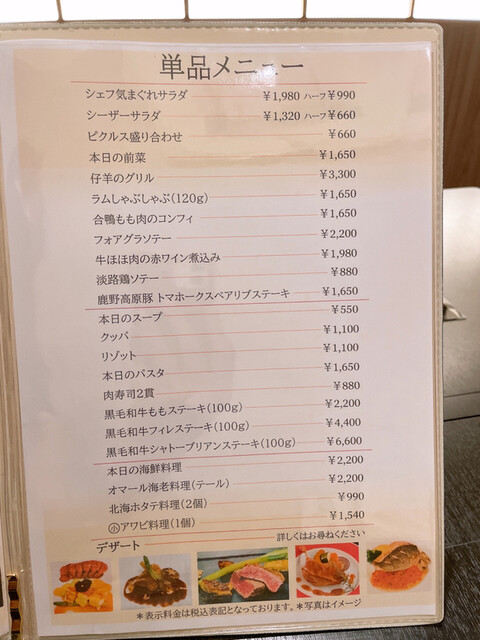 単品メニュー
シェフ気まぐれサラダ ¥1,980 ハーフ¥990
シーザーサラダ ¥1,320 ハーフ¥660
ピクルス盛り合わせ ¥660
本日の前菜 ¥1,650
仔羊のグリル ¥3,300
ラムしゃぶしゃぶ(120g) ¥1,650
合鴨もも肉のコンフィ ¥1,650
フォアグラソテー ¥2,200
牛ほほ肉の赤ワイン煮込み ¥1,980
淡路鶏ソテー ¥880
鹿野高原豚 トマホークスペアリブステーキ ¥1,650
本日のスープ ¥550
クッパ ¥1,100
リゾット ¥1,100
本日のパスタ ¥1,650
肉寿司2貫 ¥880
黒毛和牛ももステーキ(100g) ¥2,200
黒毛和牛フィレステーキ(100g) ¥4,400
黒毛和牛シャトーブリアンステーキ(100g) ¥6,600
本日の海鮮料理 ¥2,200
オマール海老料理(テール) ¥2,200
北海ホタテ料理(2個) ¥990
㊙アワビ料理(1個) ¥1,540
デザート 詳しくはお尋ねください
*表示料金は税込表記となっております。*写真はイメージ